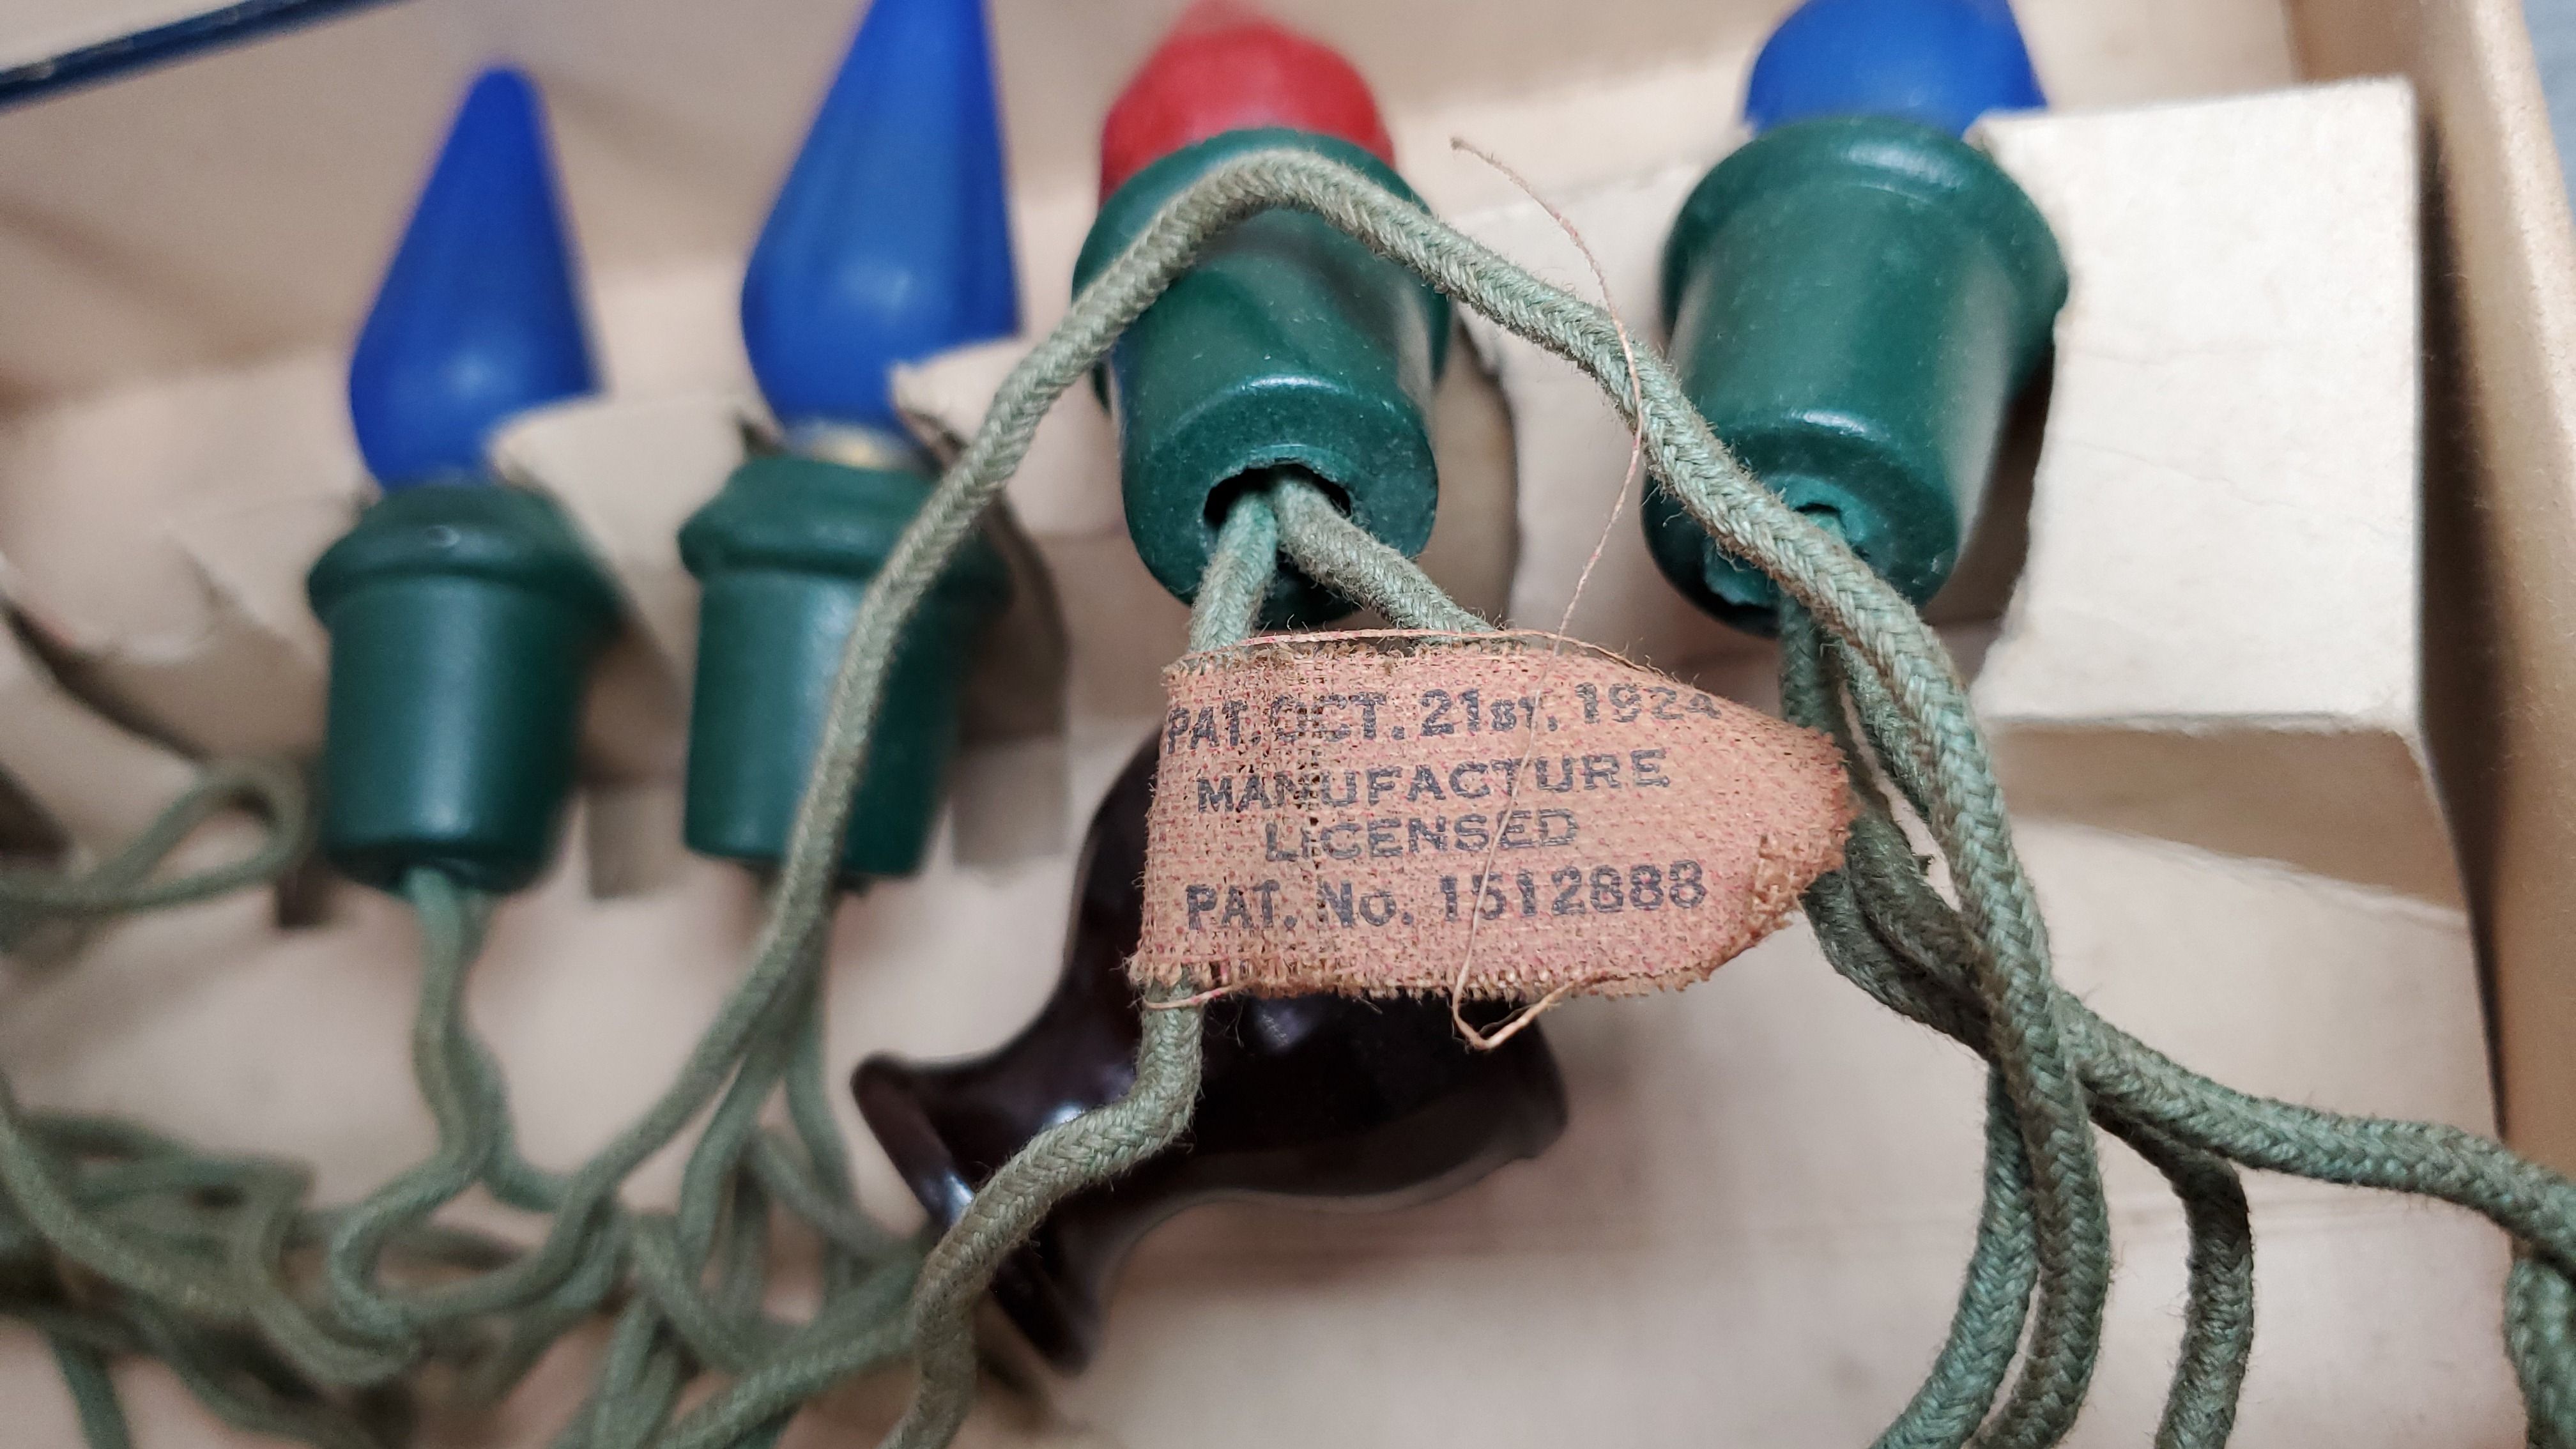 PAT. OCT. 21ST. 1924
MANUFACTURE
LICENSED
PAT. No. 1512888